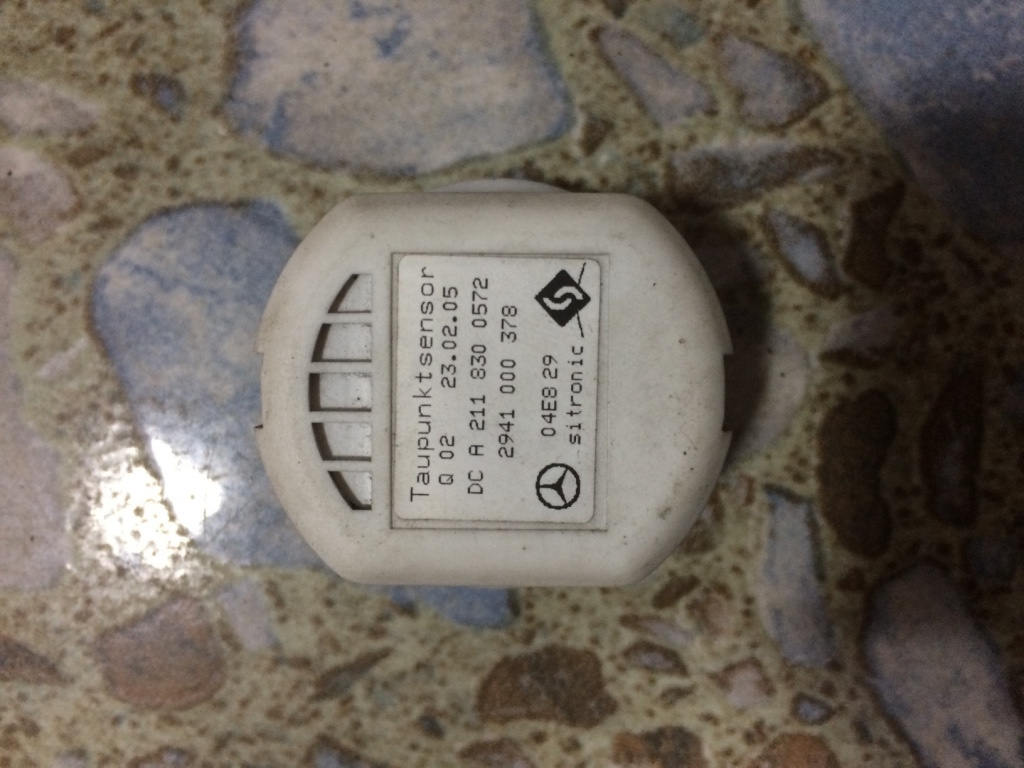 Taupunktsensor
Q 02 23.02.05
DC A 211 830 0572
2941 000 378
04E8 29
sitronic